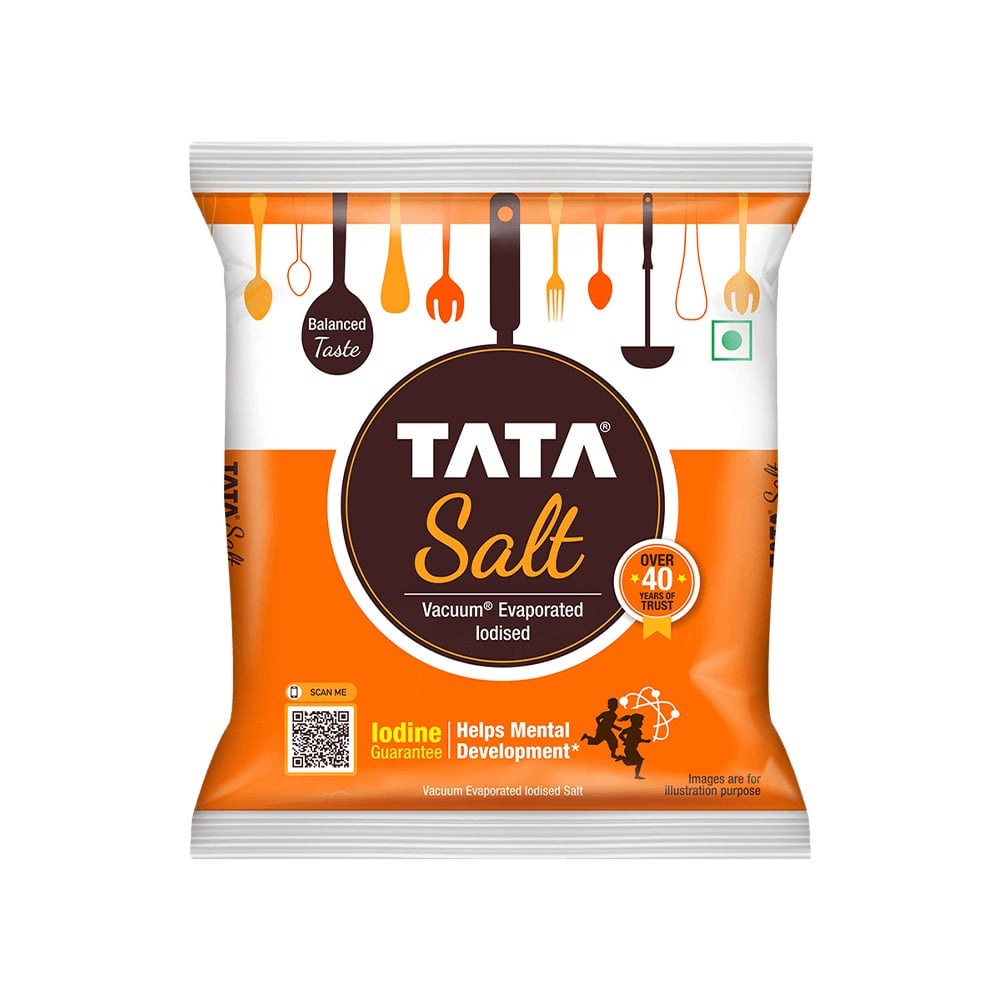 Balanced
Taste
TATA®
Salt
Vacuum® Evaporated
Iodised
OVER
40
YEARS OF
TRUST
TATA® Salt
TATA® Salt
SCAN ME
Iodine
Guarantee
Helps Mental
Development*
Images are for
illustration purpose
Vacuum Evaporated Iodised Salt